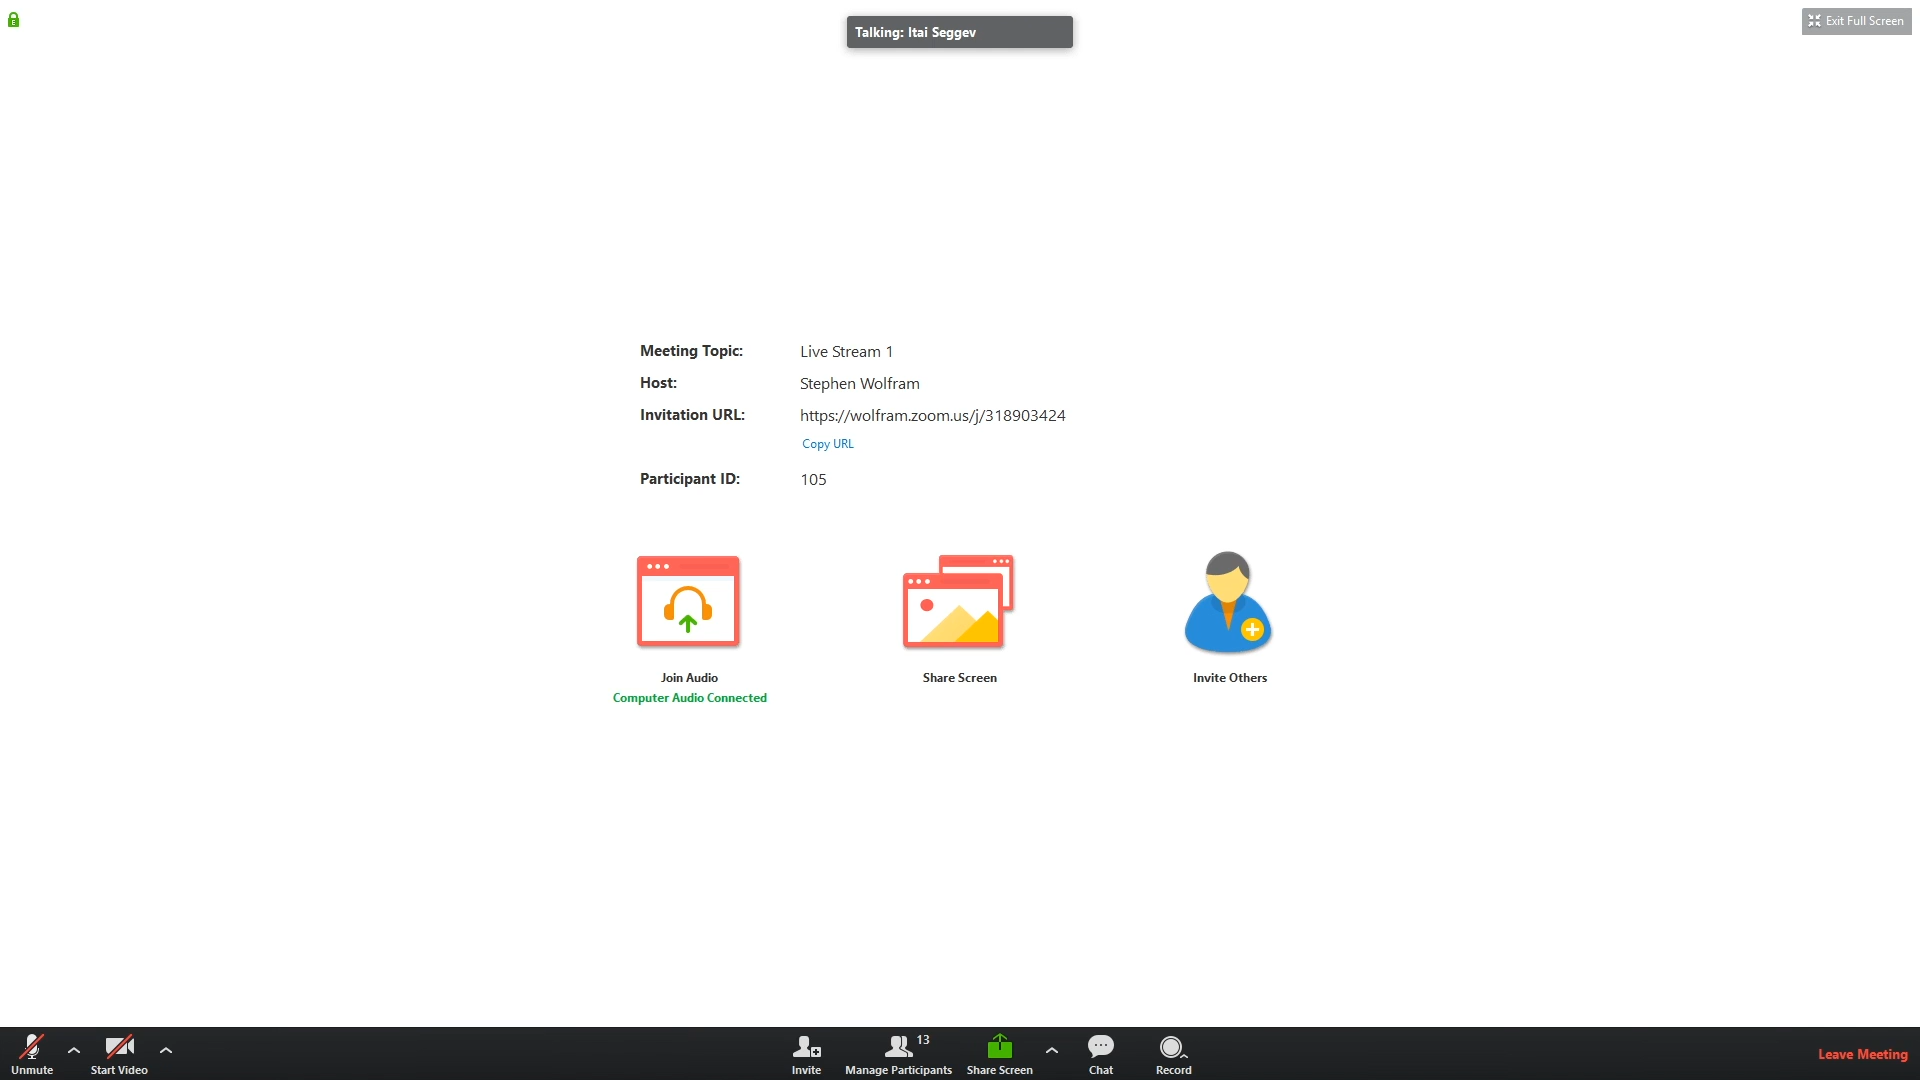 Talking: Itai Seggev
Exit Full Screen
Meeting Topic: Live Stream 1
Host: Stephen Wolfram
Invitation URL: https://wolfram.zoom.us/j/318903424
Copy URL
Participant ID: 105
Join Audio
Computer Audio Connected
Share Screen
Invite Others
Unmute
Start Video
Invite
Manage Participants 13
Share Screen
Chat
Record
Leave Meeting